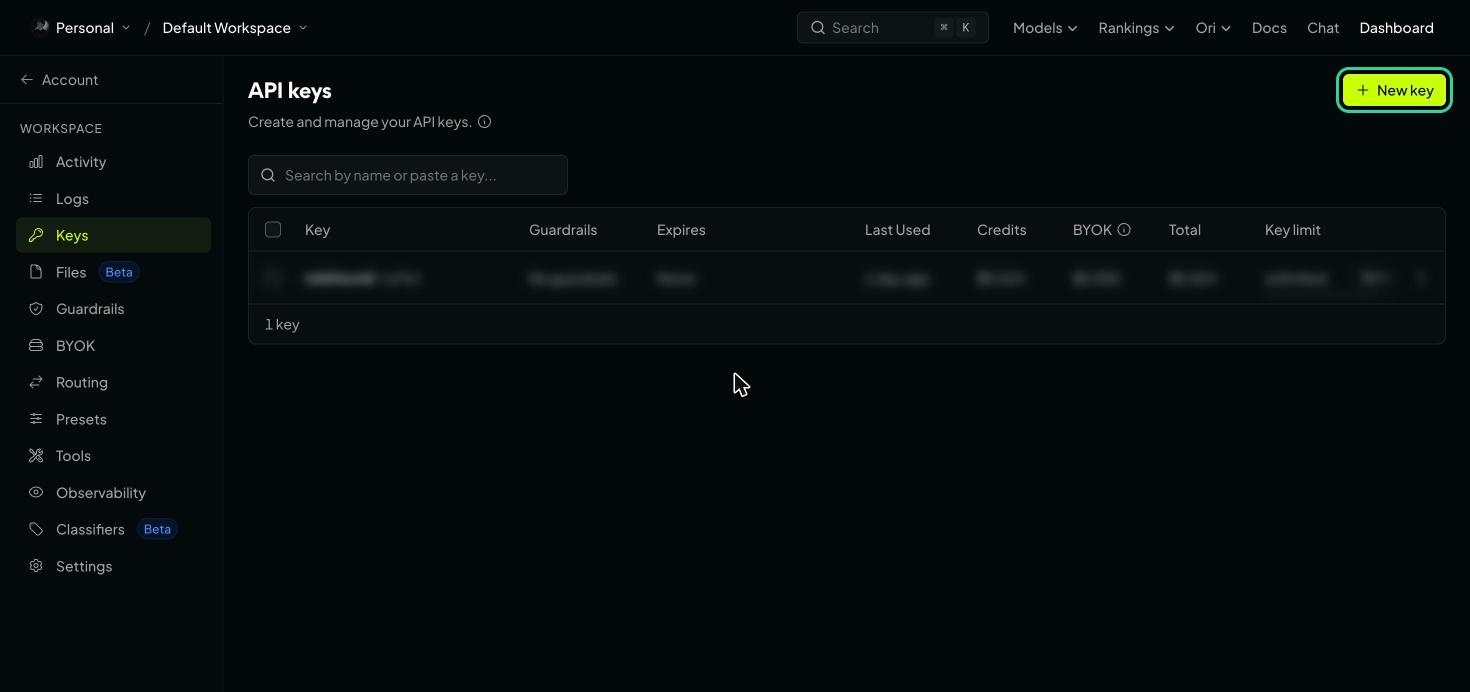 Personal / Default Workspace
Search ⌘ K
Models
Rankings
Ori
Docs
Chat
Dashboard
Account
WORKSPACE
Activity
Logs
Keys
Files Beta
Guardrails
BYOK
Routing
Presets
Tools
Observability
Classifiers Beta
Settings
API keys
+ New key
Create and manage your API keys.
Search by name or paste a key...
Key Guardrails Expires Last Used Credits BYOK Total Key limit
1 key